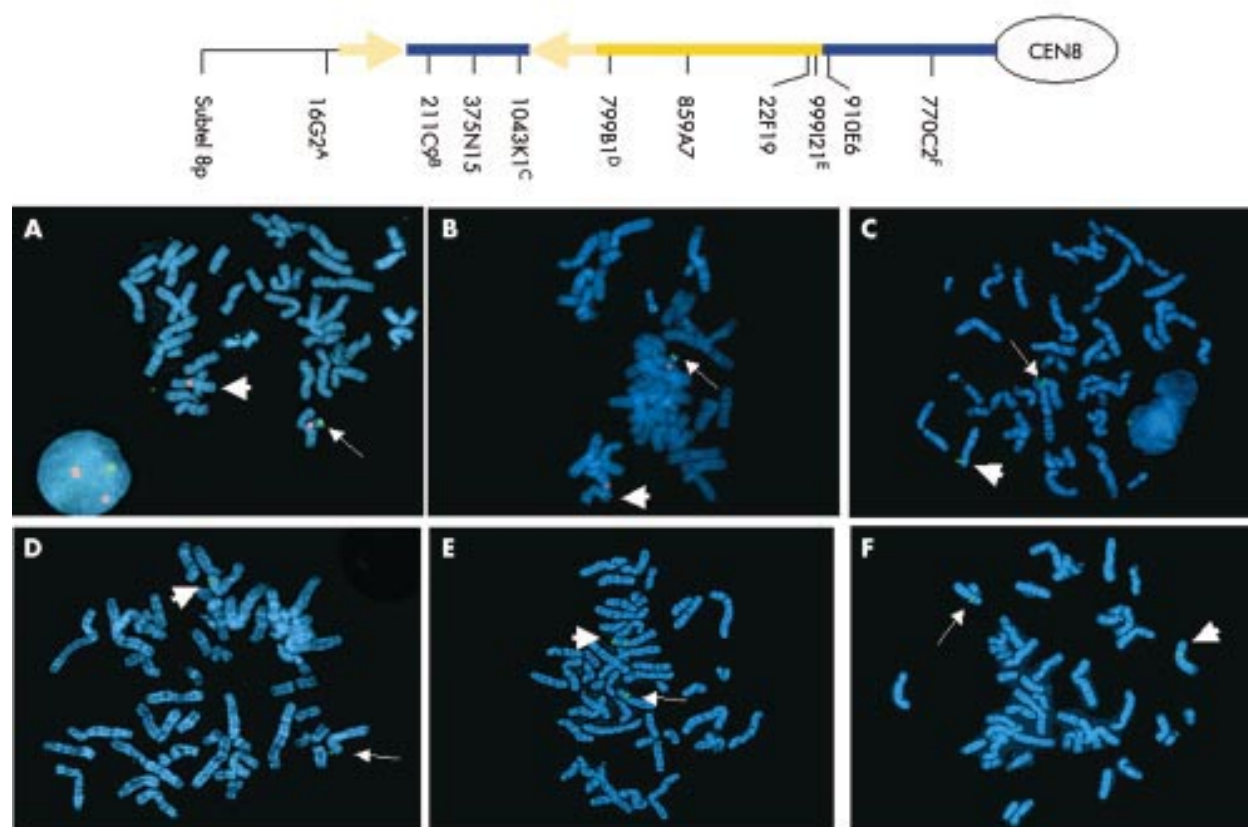 CEN8
Subtel 8p
16G2A
211C9B
375N15
1043K1C
799B1D
859A7
22F19
999I21E
910E6
770C2F
A
B
C
D
E
F